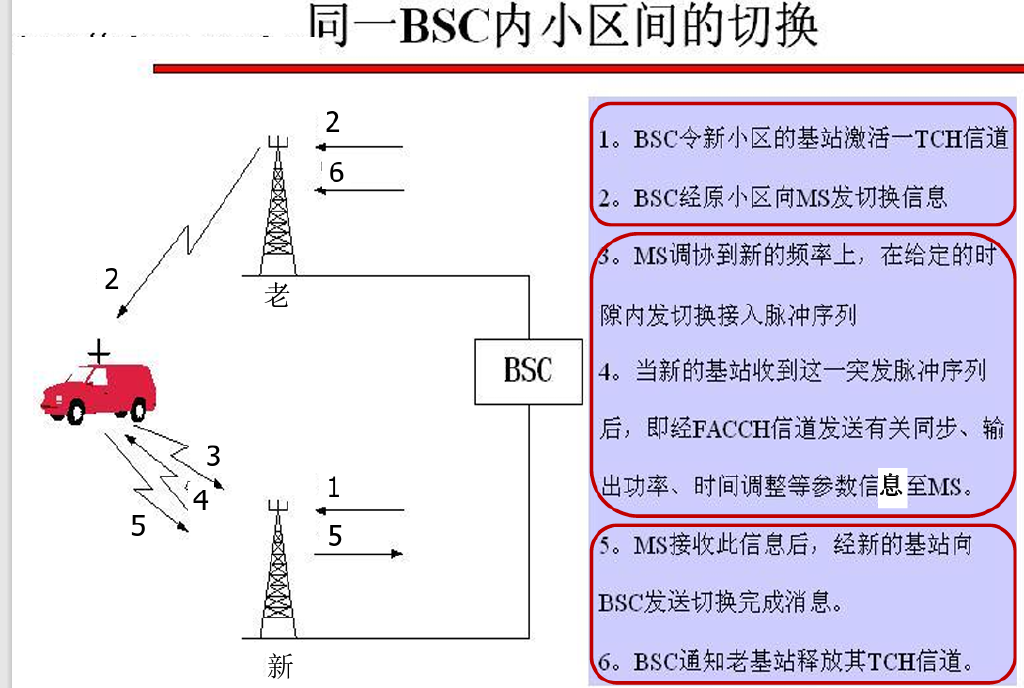 同一BSC内小区间的切换
2
6
2
老
BSC
3
4
5
1
5
新
1。BSC令新小区的基站激活一TCH信道
2。BSC经原小区向MS发切换信息
3。MS调协到新的频率上，在给定的时
隙内发切换接入脉冲序列
4。当新的基站收到这一突发脉冲序列
后，即经FACCH信道发送有关同步、输
出功率、时间调整等参数信息至MS。
5。MS接收此信息后，经新的基站向
BSC发送切换完成消息。
6。BSC通知老基站释放其TCH信道。